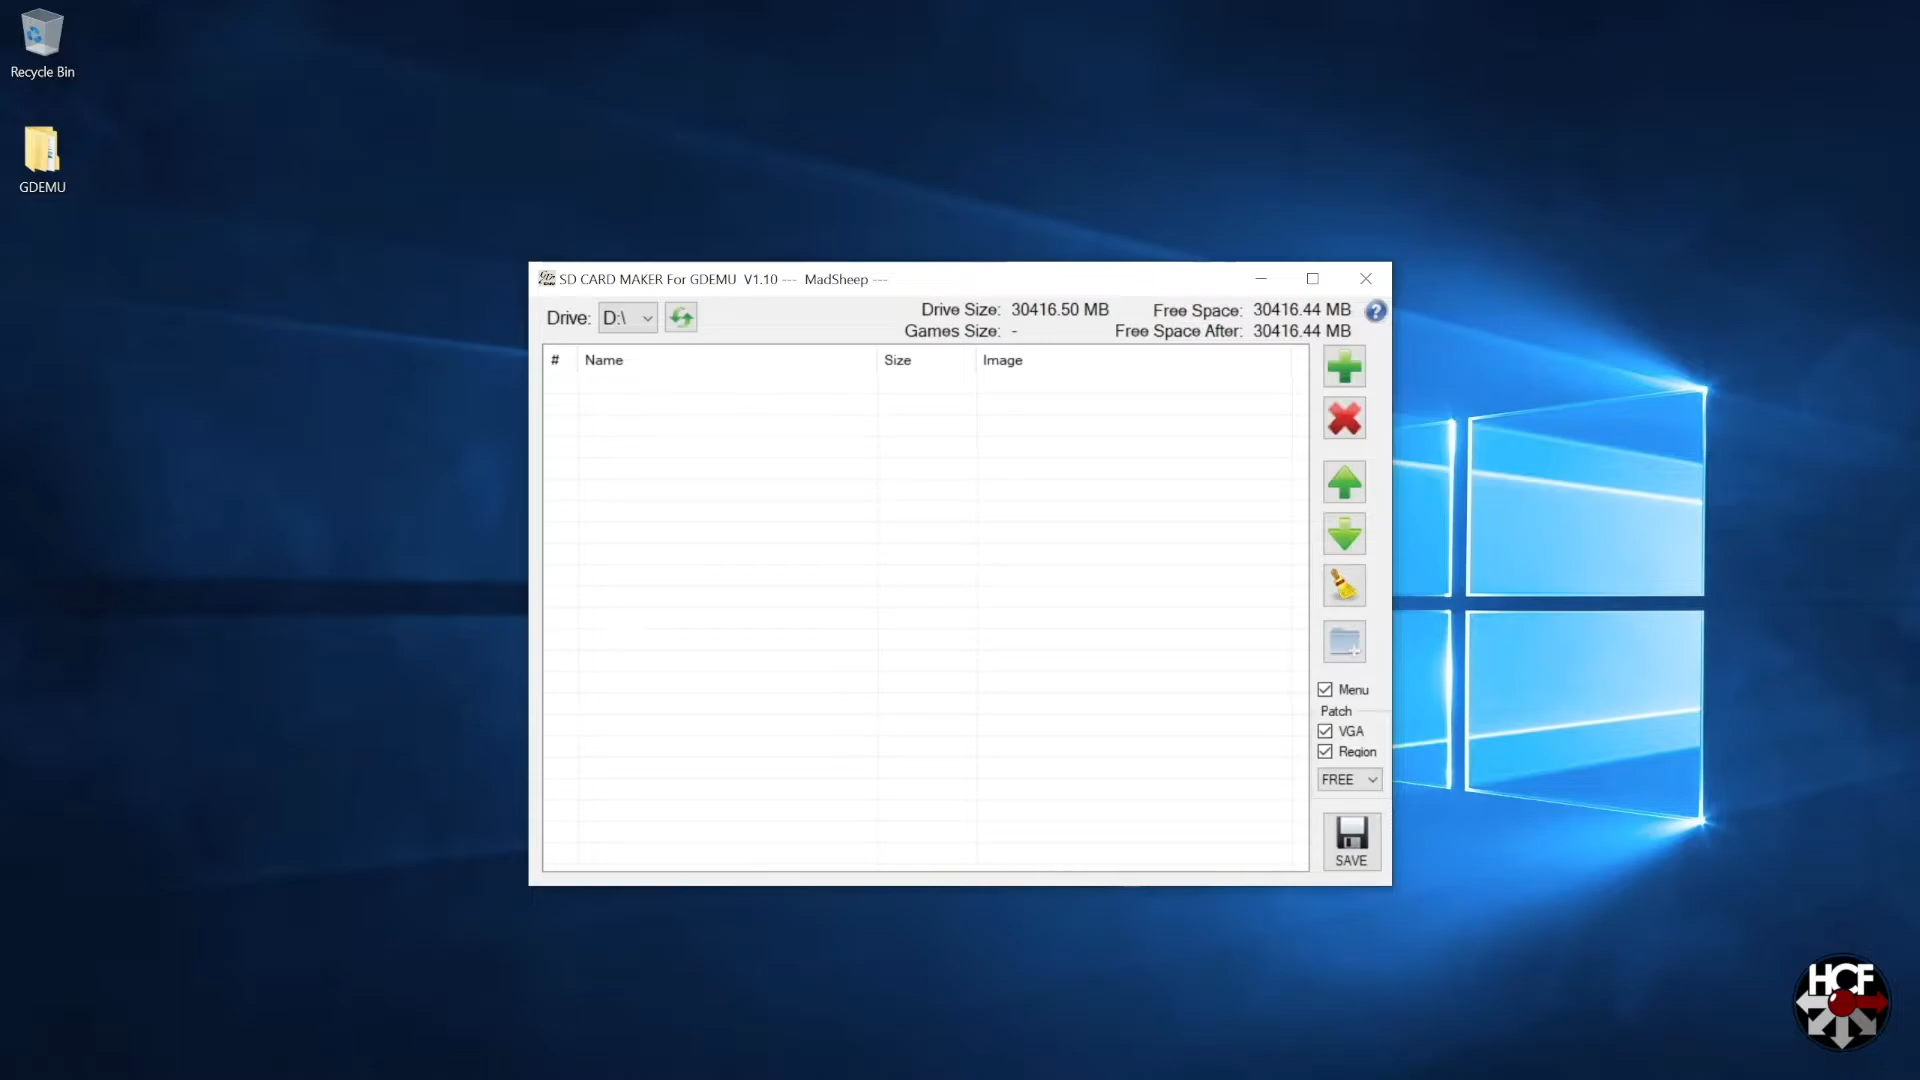 Recycle Bin
GDEMU
SD CARD MAKER For GDEMU V1.10 --- MadSheep ---
Drive: D:\
Drive Size: 30416.50 MB Free Space: 30416.44 MB
Games Size: - Free Space After: 30416.44 MB
# Name Size Image
Menu
Patch
VGA
Region
FREE
SAVE
HCF